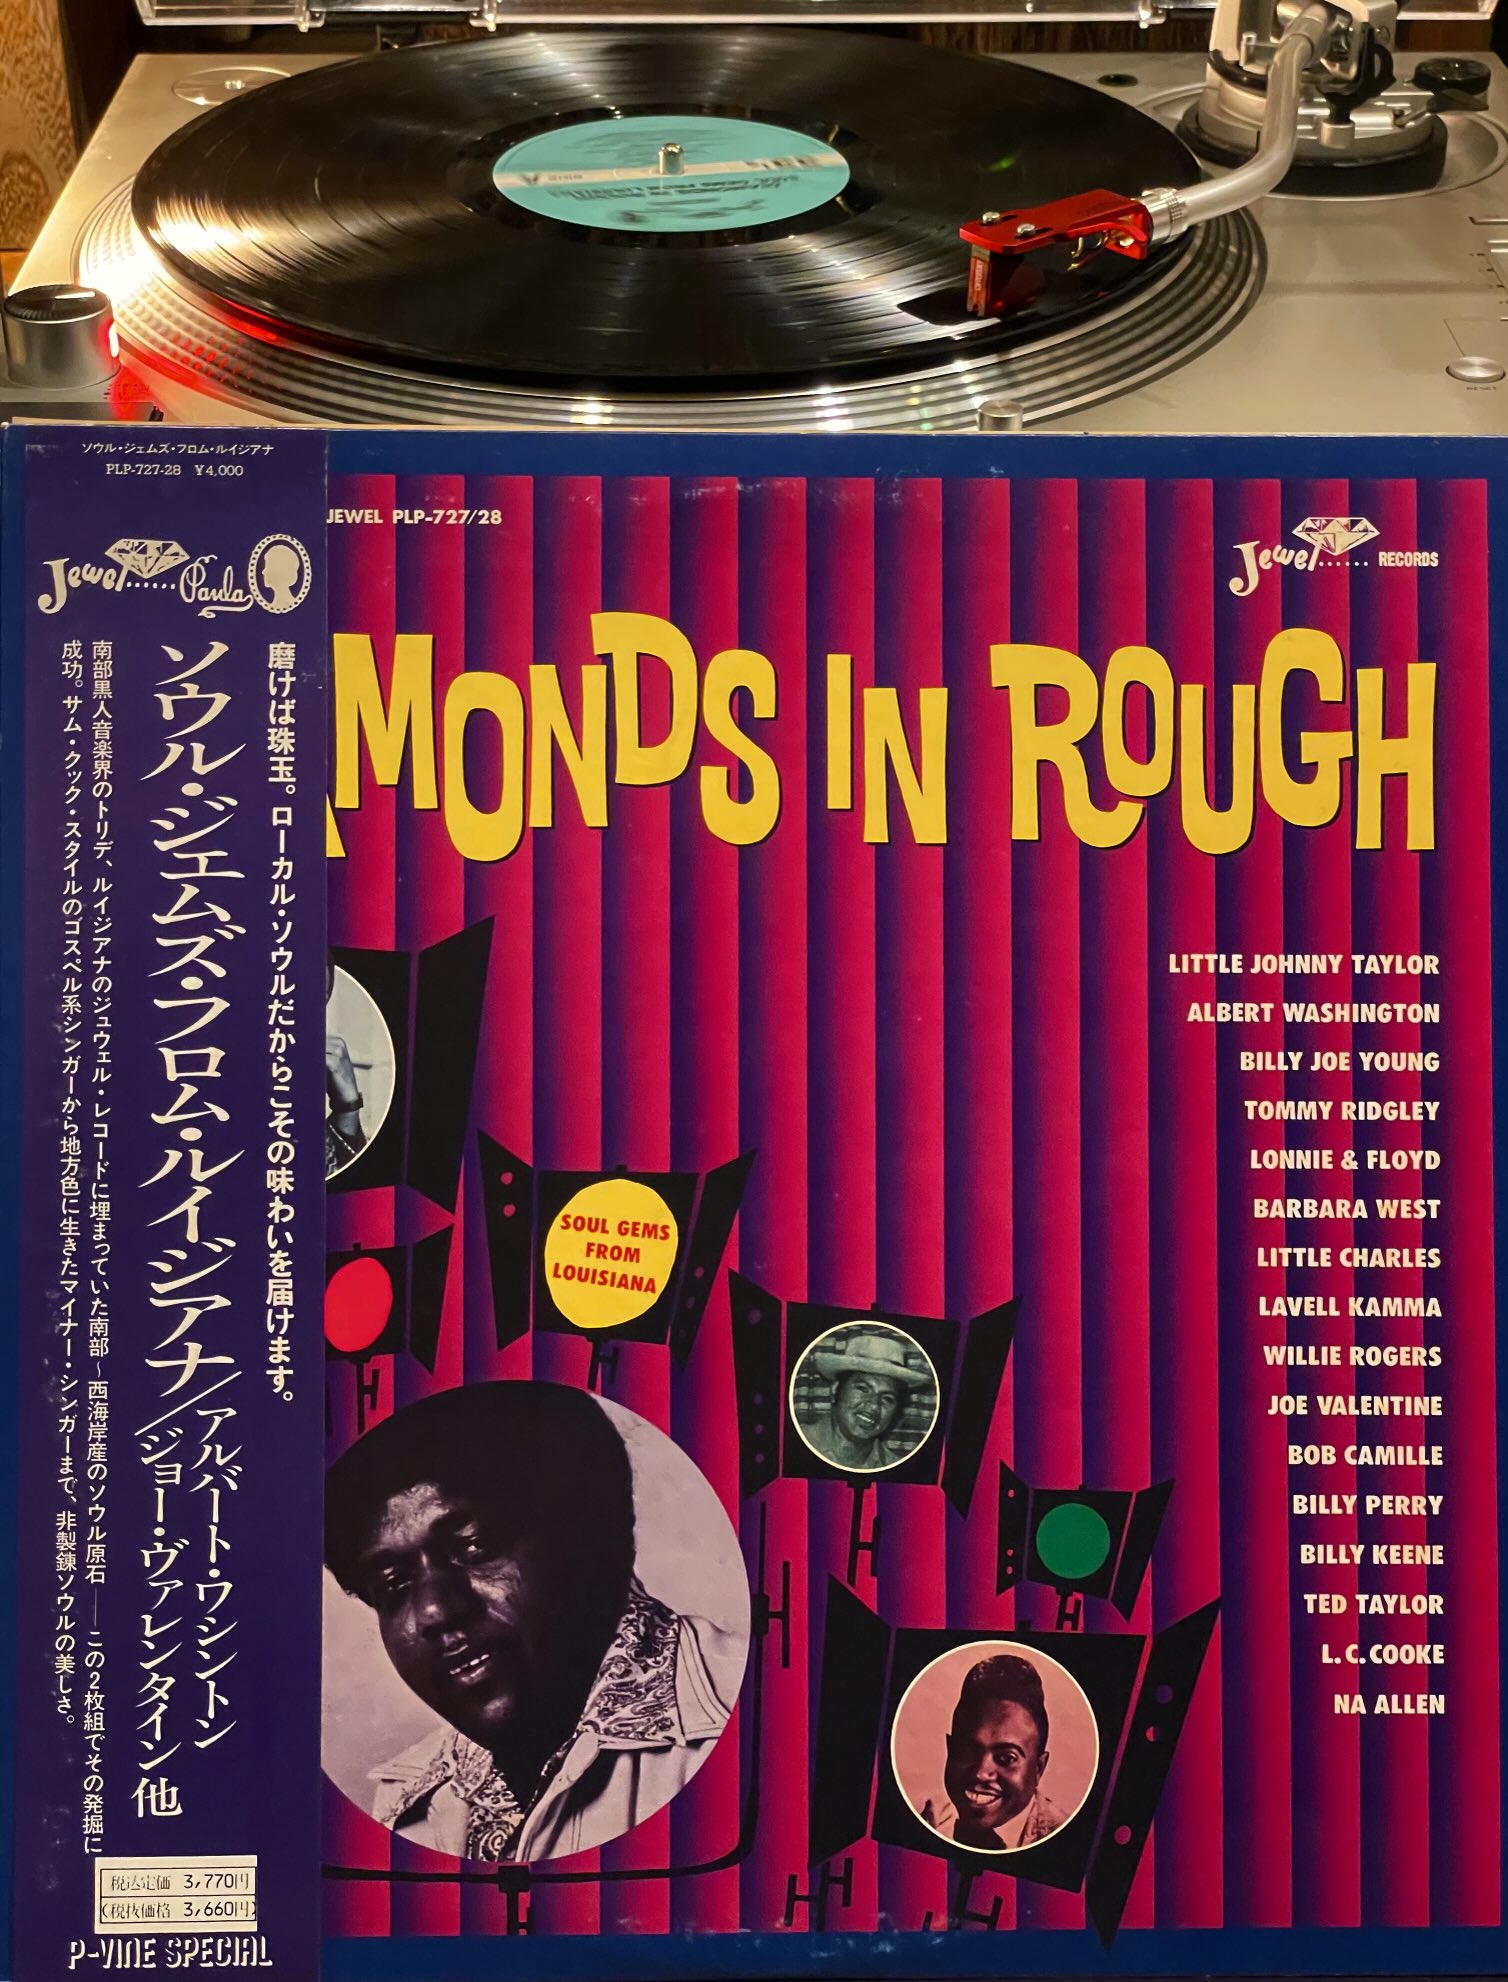 SIDE A
RESET
ソウル・ジェムズ・フロム・ルイジアナ
PLP-727-28 ¥4,000
Jewel...... Paula
磨けば珠玉。ローカル・ソウルだからこその味わいを届けます。
ソウル・ジェムズ・フロム・ルイジアナ/アルバート・ワシントン
ジョー・ヴァレンタイン他
南部黒人音楽界のトリデ、ルイジアナのジュウェル・レコードに埋まっていた南部~西海岸産のソウル原石——この2枚組でその発掘に
成功。サム・クック・スタイルのゴスペル系シンガーから地方色に生きたマイナー・シンガーまで、非製錬ソウルの美しさ。
税込定価 3,770円
(税抜価格 3,660円)
P-VINE SPECIAL
JEWEL PLP-727/28
Jewel...... RECORDS
AMONDS IN ROUGH
SOUL GEMS
FROM
LOUISIANA
LITTLE JOHNNY TAYLOR
ALBERT WASHINGTON
BILLY JOE YOUNG
TOMMY RIDGLEY
LONNIE & FLOYD
BARBARA WEST
LITTLE CHARLES
LAVELL KAMMA
WILLIE ROGERS
JOE VALENTINE
BOB CAMILLE
BILLY PERRY
BILLY KEENE
TED TAYLOR
L.C.COOKE
NA ALLEN